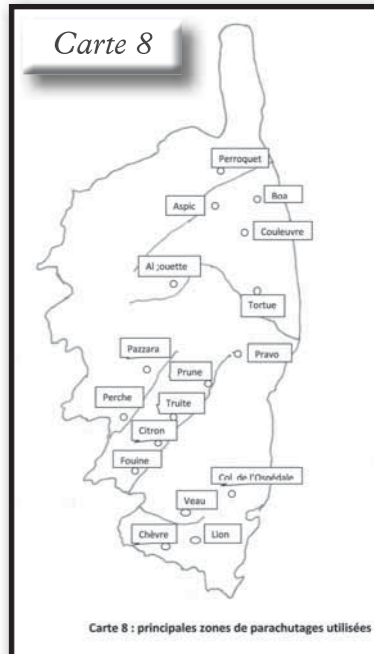 Carte 8
Perroquet
Aspic
Boa
Couleuvre
Al;ouette
Tortue
Pazzara
Pravo
Prune
Perche
Truite
Citron
Fouine
Col de l'Ospédale
Veau
Chèvre
Lion
Carte 8 : principales zones de parachutages utilisées